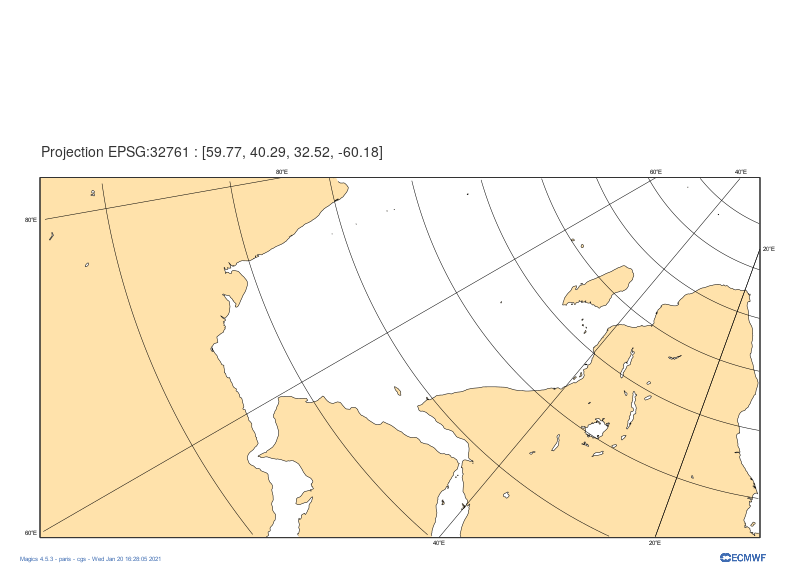 Projection EPSG:32761 : [59.77, 40.29, 32.52, -60.18]
80°E 60°E 40°E
80°E
20°E
60°E
40°E 20°E
Magics 4.5.3 - paris - cgs - Wed Jan 20 16:28:05 2021
ECMWF